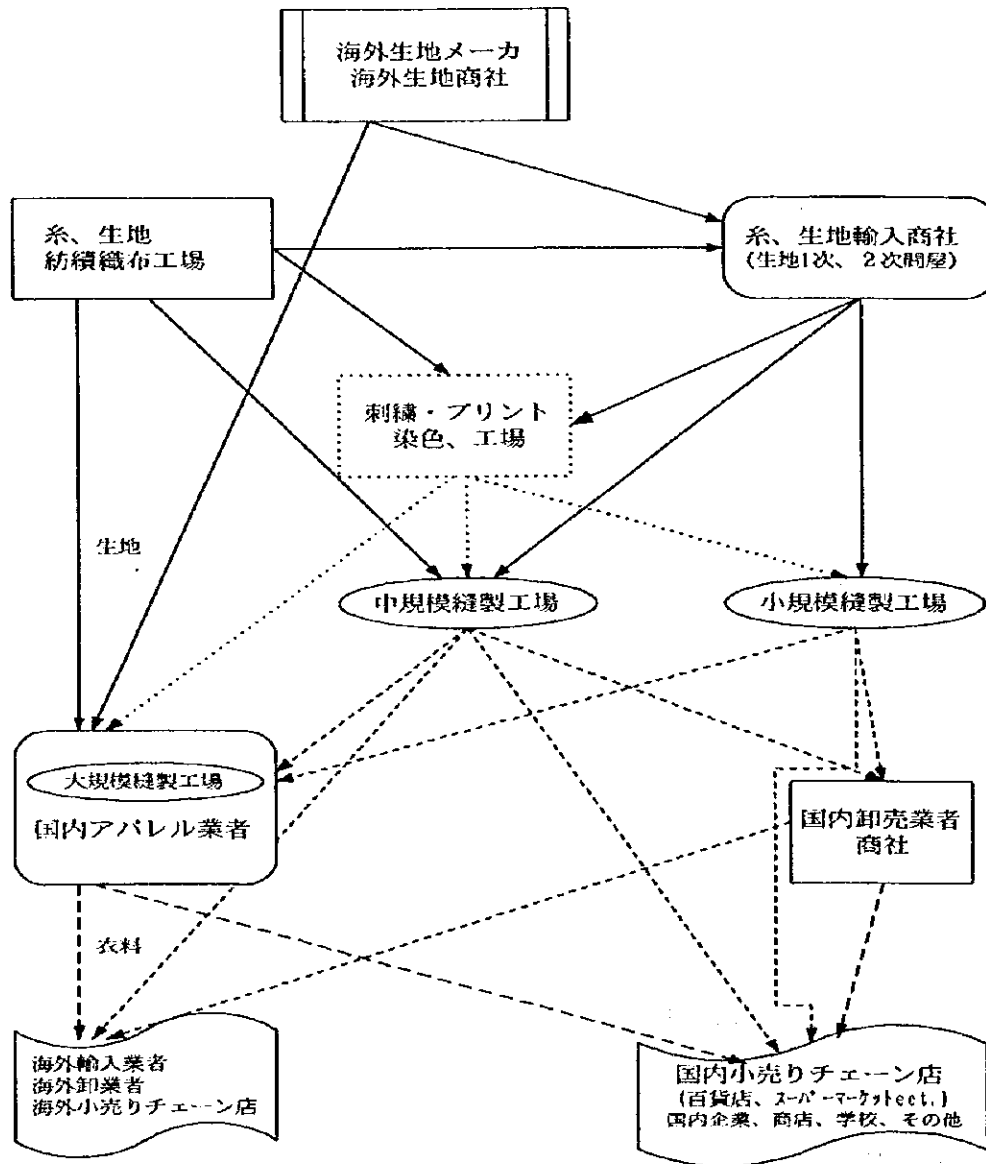 海外生地メーカ
海外生地商社
糸、生地
紡績織布工場
糸、生地輸入商社
(生地1次、2次問屋)
刺繍・プリント
染色、工場
生地
中規模縫製工場
小規模縫製工場
大規模縫製工場
国内アパレル業者
国内卸売業者
商社
衣料
海外輸入業者
海外卸業者
海外小売りチェーン店
国内小売りチェーン店
(百貨店、スーパーマーケットect.)
国内企業、商店、学校、その他